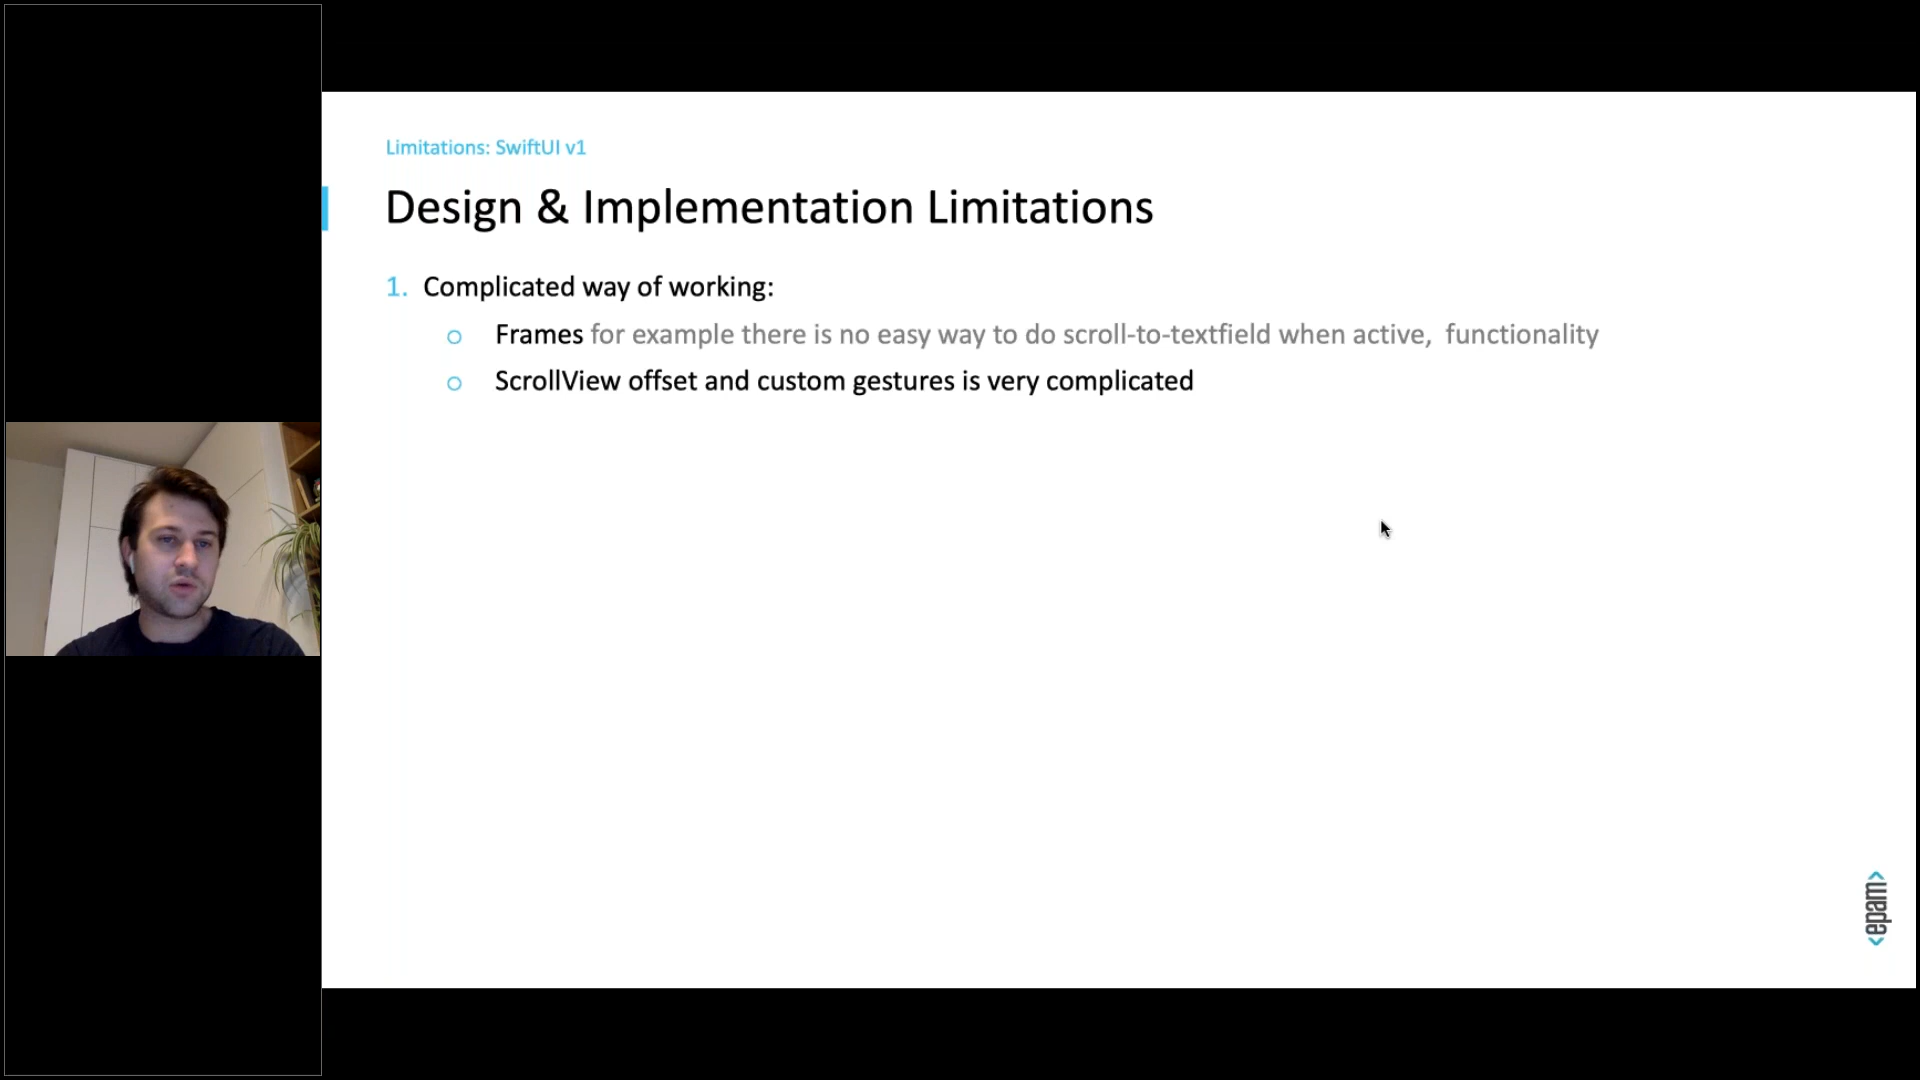 Limitations: SwiftUI v1
Design & Implementation Limitations
1. Complicated way of working:
○ Frames for example there is no easy way to do scroll-to-textfield when active, functionality
○ ScrollView offset and custom gestures is very complicated
<epam>